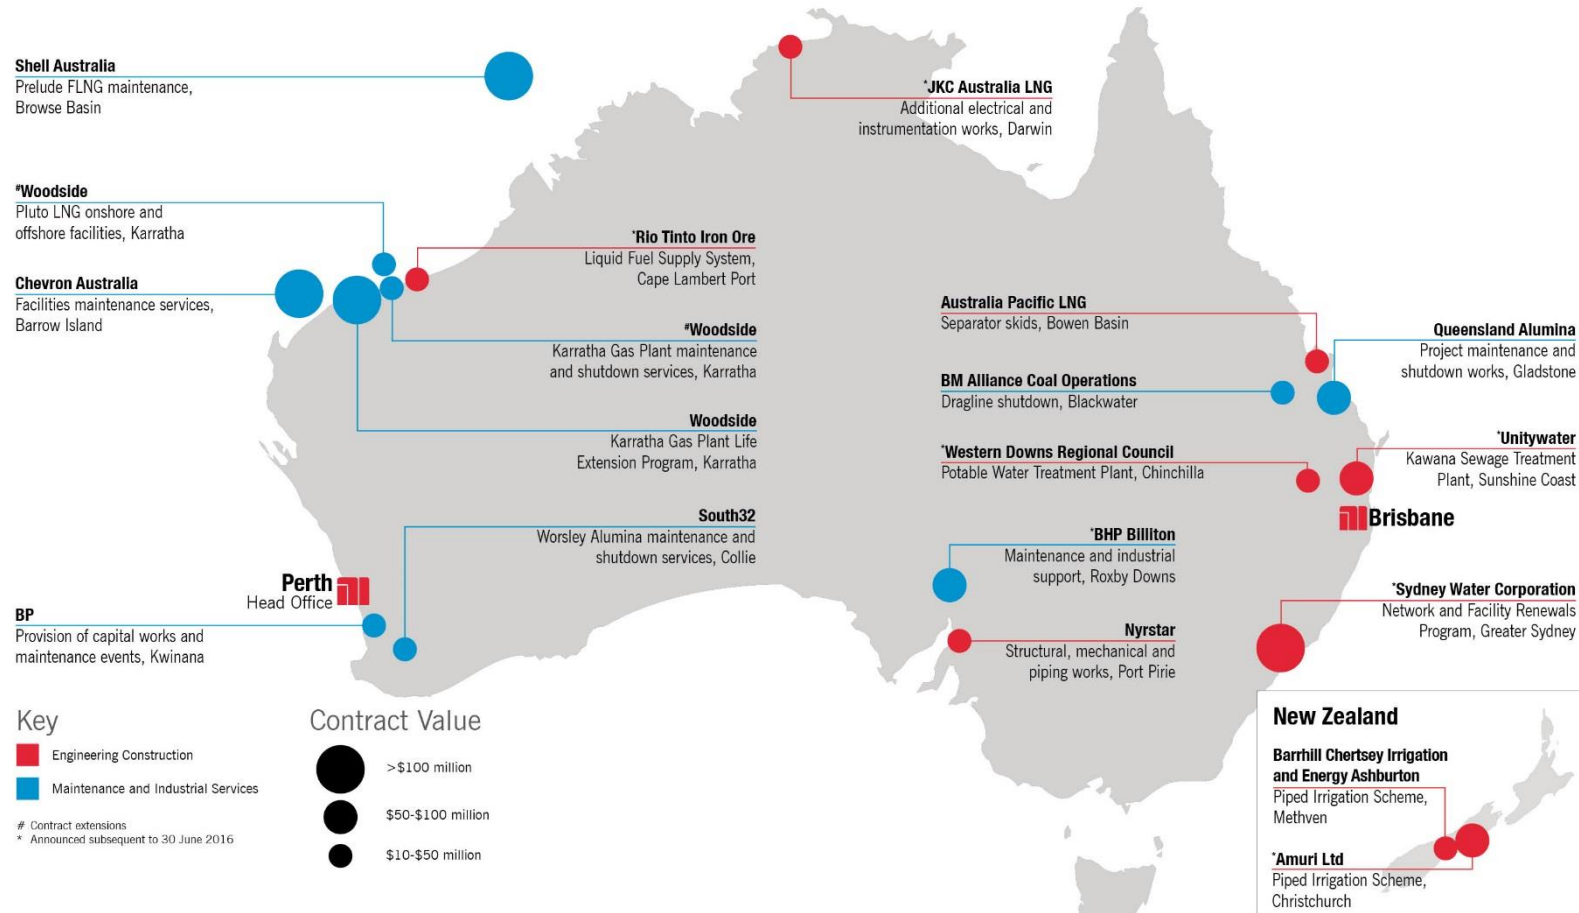 Shell Australia
Prelude FLNG maintenance,
Browse Basin
*JKC Australia LNG
Additional electrical and
instrumentation works, Darwin
#Woodside
Pluto LNG onshore and
offshore facilities, Karratha
*Rio Tinto Iron Ore
Liquid Fuel Supply System,
Cape Lambert Port
Chevron Australia
Facilities maintenance services,
Barrow Island
#Woodside
Karratha Gas Plant maintenance
and shutdown services, Karratha
Woodside
Karratha Gas Plant Life
Extension Program, Karratha
South32
Worsley Alumina maintenance and
shutdown services, Collie
Perth
Head Office
BP
Provision of capital works and
maintenance events, Kwinana
Australia Pacific LNG
Separator skids, Bowen Basin
Queensland Alumina
Project maintenance and
shutdown works, Gladstone
BM Alliance Coal Operations
Dragline shutdown, Blackwater
*Unitywater
Kawana Sewage Treatment
Plant, Sunshine Coast
*Western Downs Regional Council
Potable Water Treatment Plant, Chinchilla
Brisbane
*BHP Billiton
Maintenance and industrial
support, Roxby Downs
*Sydney Water Corporation
Network and Facility Renewals
Program, Greater Sydney
Nyrstar
Structural, mechanical and
piping works, Port Pirie
Key
Engineering Construction
Maintenance and Industrial Services
# Contract extensions
* Announced subsequent to 30 June 2016
Contract Value
>$100 million
$50-$100 million
$10-$50 million
New Zealand
Barrhill Chertsey Irrigation
and Energy Ashburton
Piped Irrigation Scheme,
Methven
*Amuri Ltd
Piped Irrigation Scheme,
Christchurch